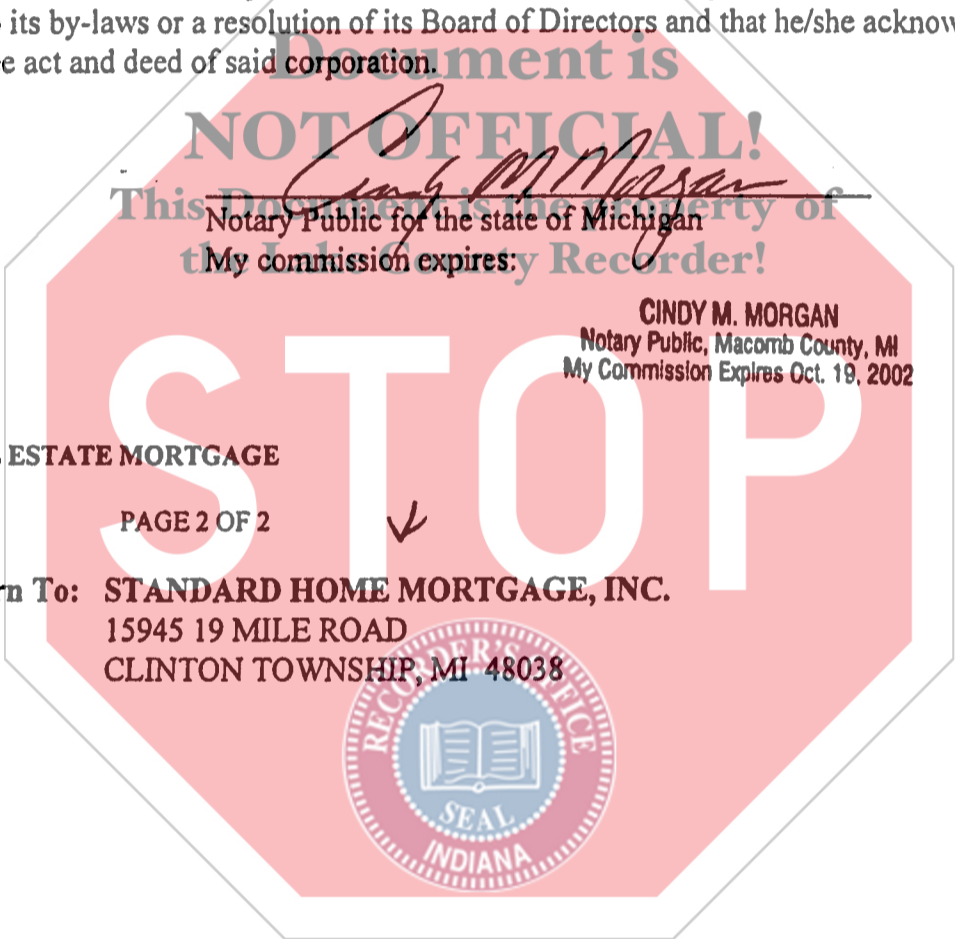 its by-laws or a resolution of its Board of Directors and that he/she acknow
e act and deed of said corporation.
Document is
NOT OFFICIAL!
Cindy M Morgan
This Document is the property of
Notary Public for the state of Michigan
the Lake County Recorder!
My commission expires:
CINDY M. MORGAN
Notary Public, Macomb County, MI
My Commission Expires Oct. 19, 2002
STOP
ESTATE MORTGAGE
PAGE 2 OF 2
n To: STANDARD HOME MORTGAGE, INC.
15945 19 MILE ROAD
CLINTON TOWNSHIP, MI 48038
RECORDER'S OFFICE
SEAL
INDIANA